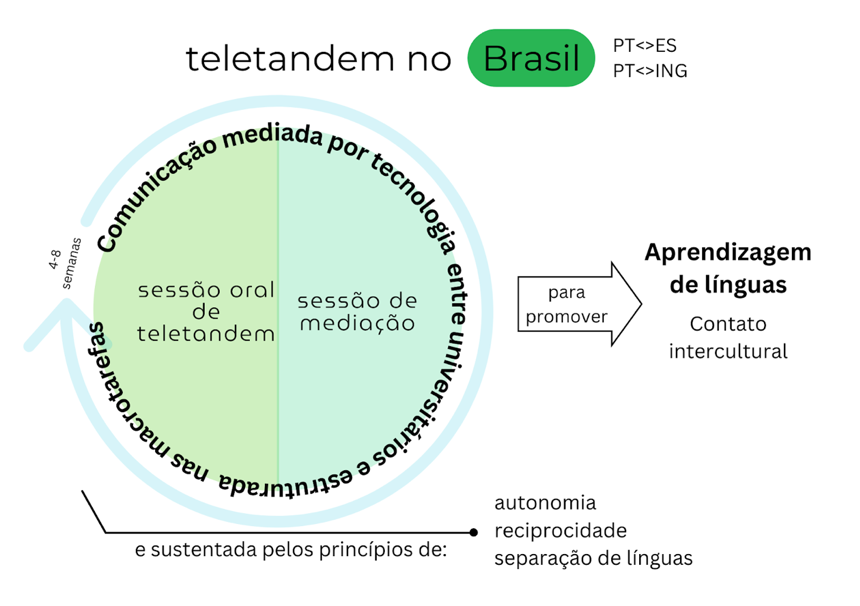 teletandem no Brasil
PT<>ES
PT<>ING
Comunicação mediada por tecnologia entre universitários e estruturada nas macrotarefas
4-8
semanas
sessão oral
de
teletandem
sessão de
mediação
para
promover
Aprendizagem
de línguas
Contato
intercultural
e sustentada pelos princípios de:
autonomia
reciprocidade
separação de línguas